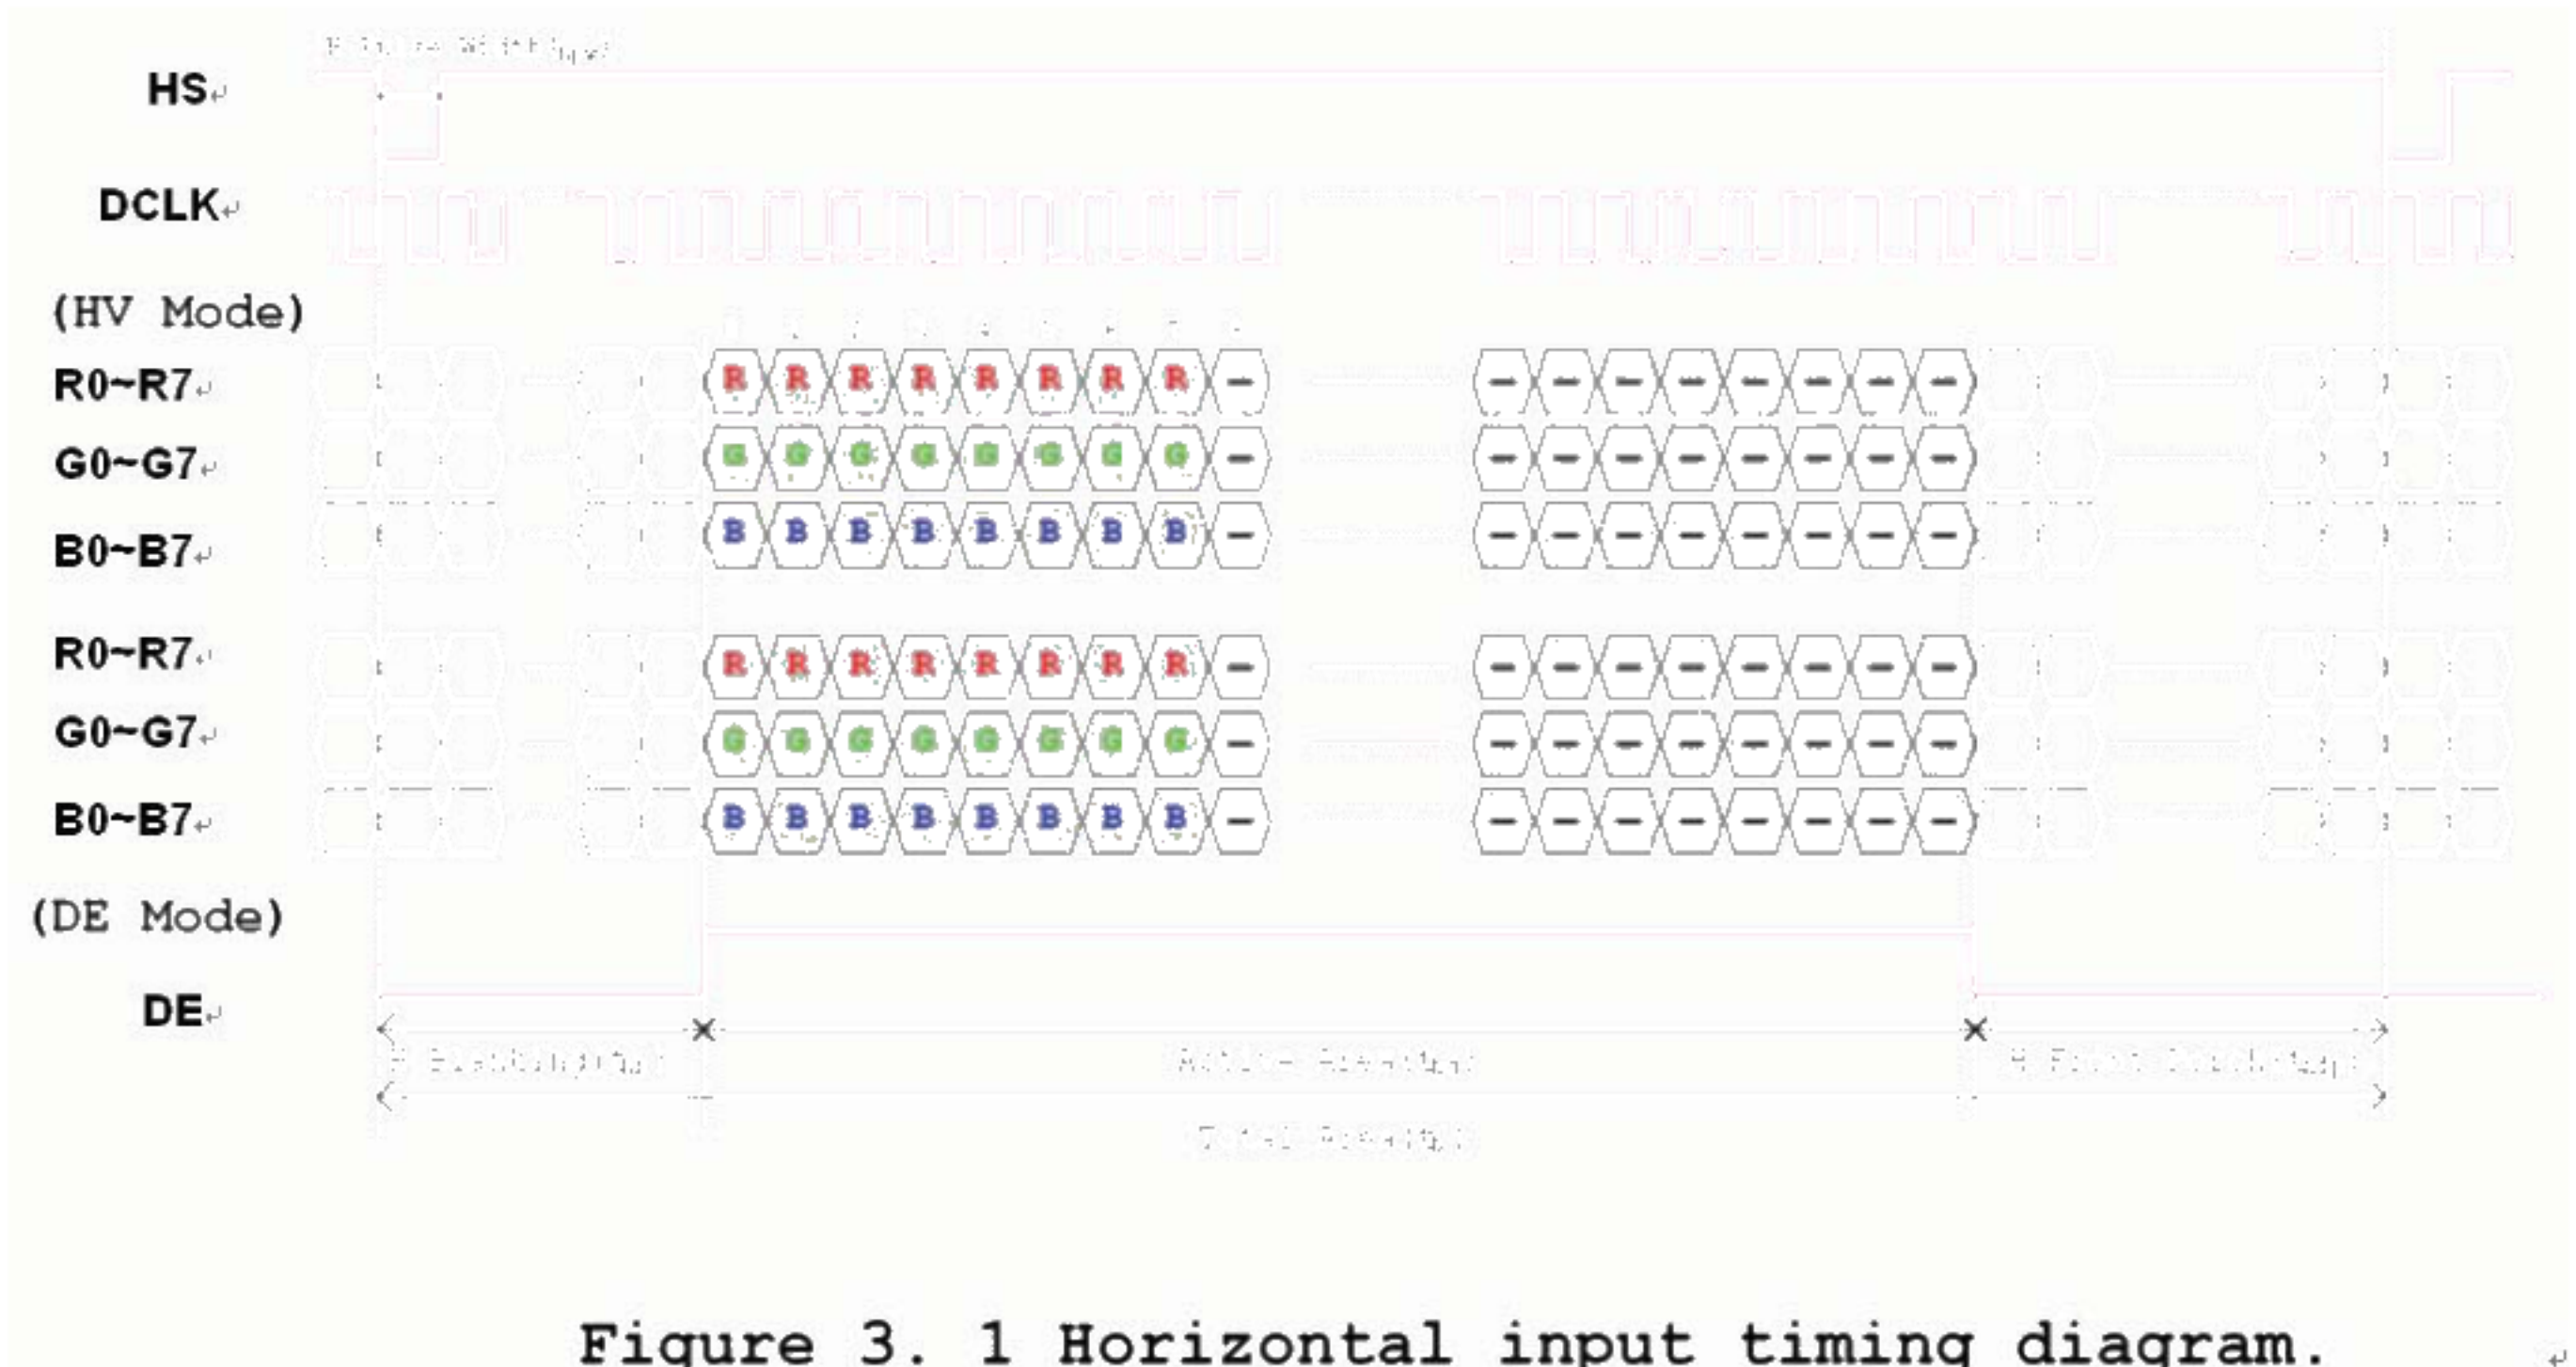 HS
DCLK
(HV Mode)
R0~R7 R R R R R R R R
G0~G7 G G G G G G G G
B0~B7 B B B B B B B B
R0~R7 R R R R R R R R
G0~G7 G G G G G G G G
B0~B7 B B B B B B B B
(DE Mode)
DE
Figure 3. 1 Horizontal input timing diagram.